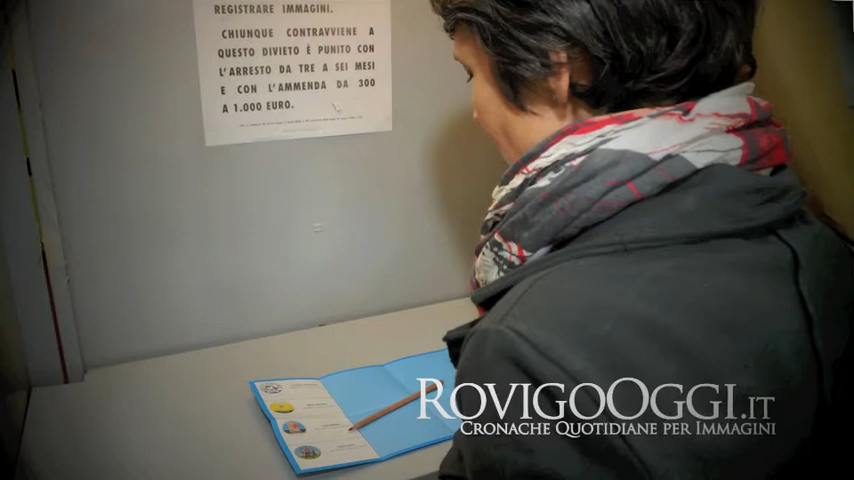 REGISTRARE IMMAGINI.
CHIUNQUE CONTRAVVIENE A
QUESTO DIVIETO È PUNITO CON
L'ARRESTO DA TRE A SEI MESI
E CON L'AMMENDA DA 300
A 1.000 EURO.
ROVIGOOGGI.IT
CRONACHE QUOTIDIANE PER IMMAGINI